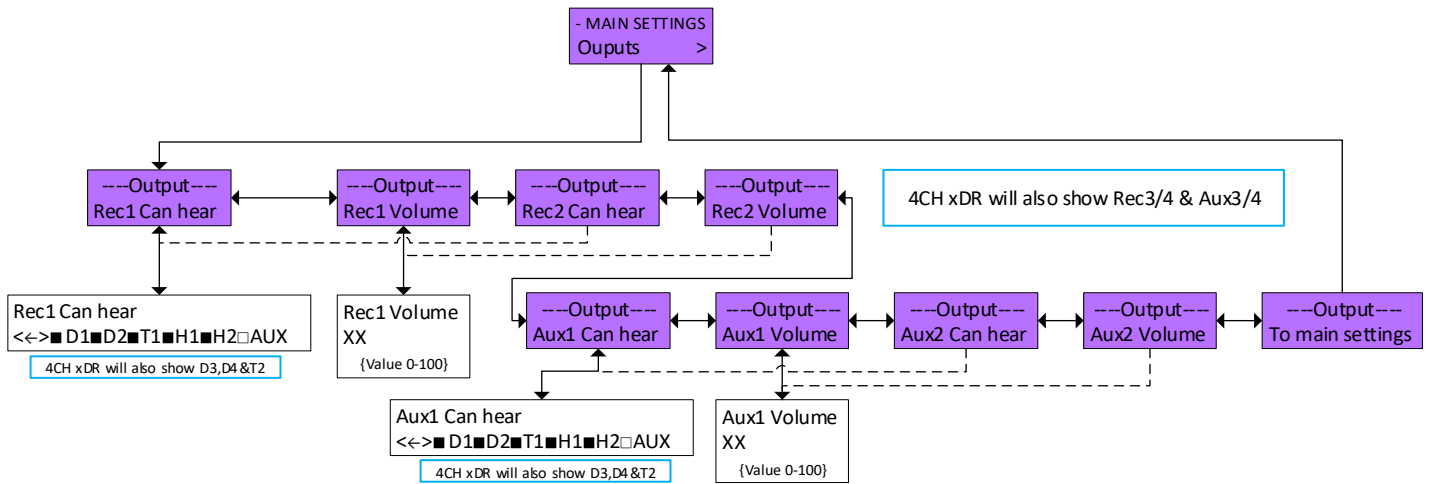 - MAIN SETTINGS
Ouputs >
----Output----
Rec1 Can hear
----Output----
Rec1 Volume
----Output----
Rec2 Can hear
----Output----
Rec2 Volume
4CH xDR will also show Rec3/4 & Aux3/4
Rec1 Can hear
<←>■ D1■D2■T1■H1■H2□AUX
4CH xDR will also show D3,D4&T2
Rec1 Volume
XX
{Value 0-100}
----Output----
Aux1 Can hear
----Output----
Aux1 Volume
----Output----
Aux2 Can hear
----Output----
Aux2 Volume
----Output----
To main settings
Aux1 Can hear
<←>■ D1■D2■T1■H1■H2□AUX
4CH xDR will also show D3,D4&T2
Aux1 Volume
XX
{Value 0-100}